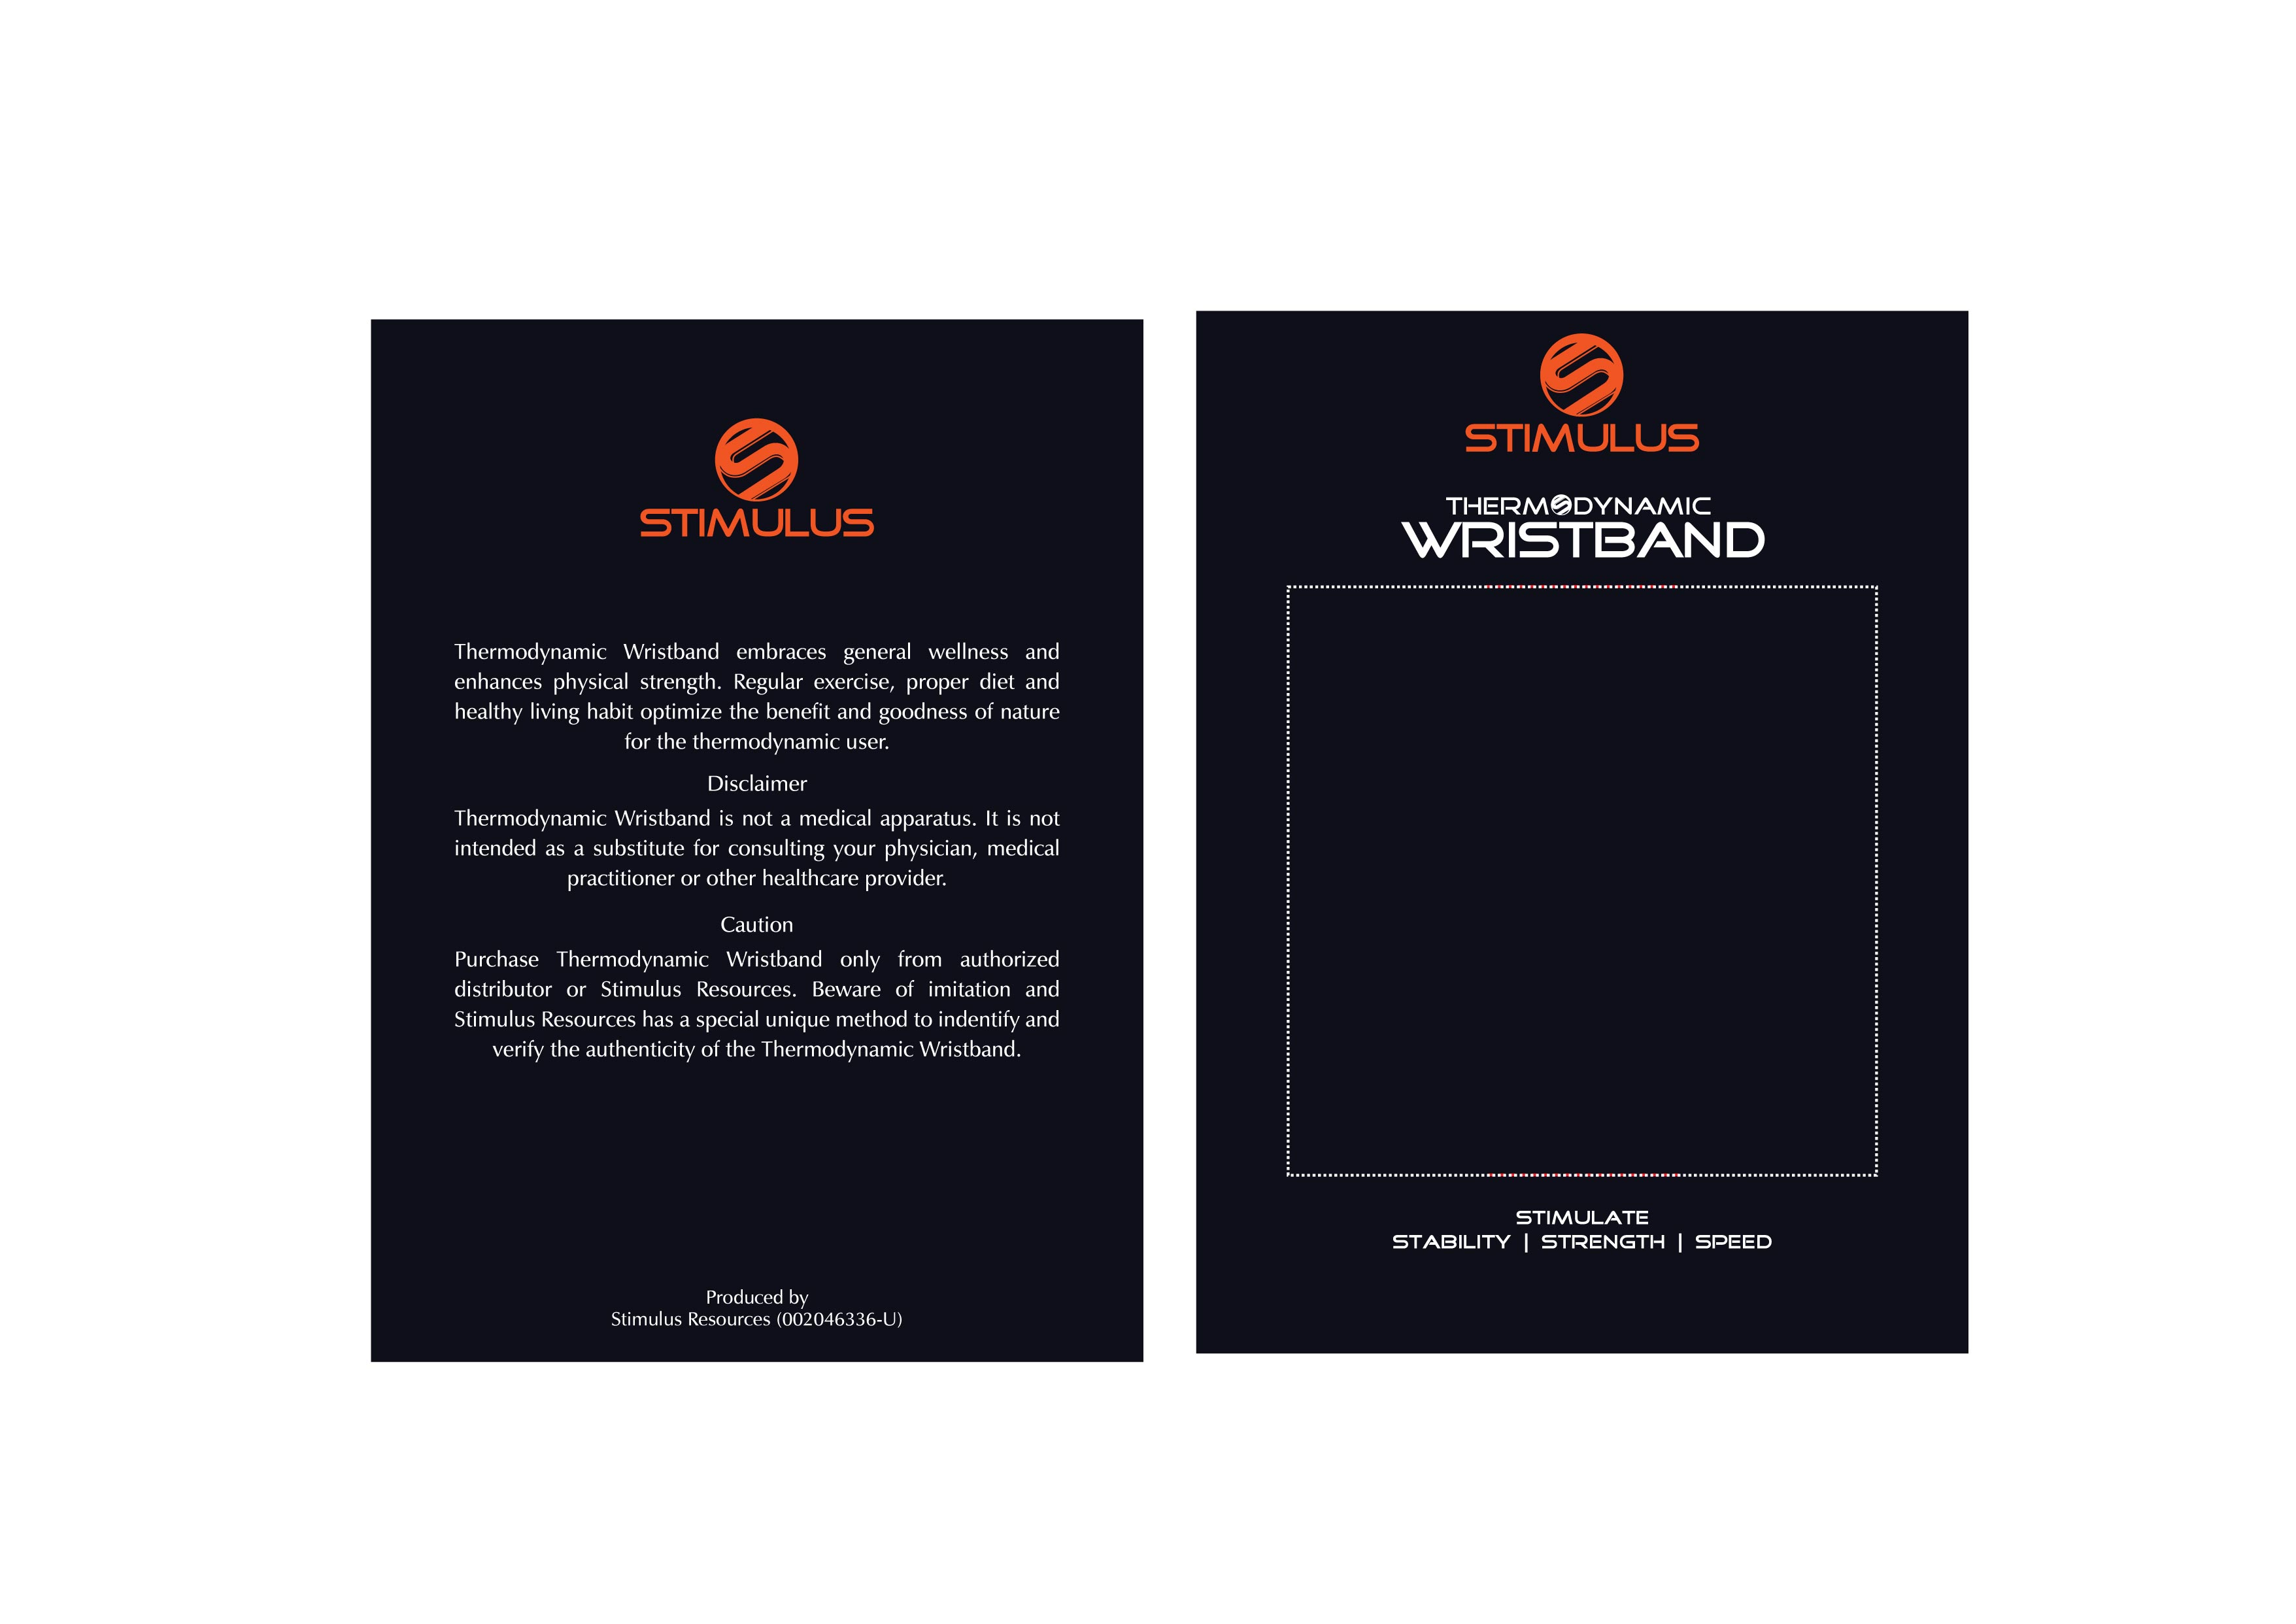 STIMULUS
Thermodynamic Wristband embraces general wellness and
enhances physical strength. Regular exercise, proper diet and
healthy living habit optimize the benefit and goodness of nature
for the thermodynamic user.
Disclaimer
Thermodynamic Wristband is not a medical apparatus. It is not
intended as a substitute for consulting your physician, medical
practitioner or other healthcare provider.
Caution
Purchase Thermodynamic Wristband only from authorized
distributor or Stimulus Resources. Beware of imitation and
Stimulus Resources has a special unique method to indentify and
verify the authenticity of the Thermodynamic Wristband.
Produced by
Stimulus Resources (002046336-U)
STIMULUS
THERMODYNAMIC
WRISTBAND
STIMULATE
STABILITY | STRENGTH | SPEED